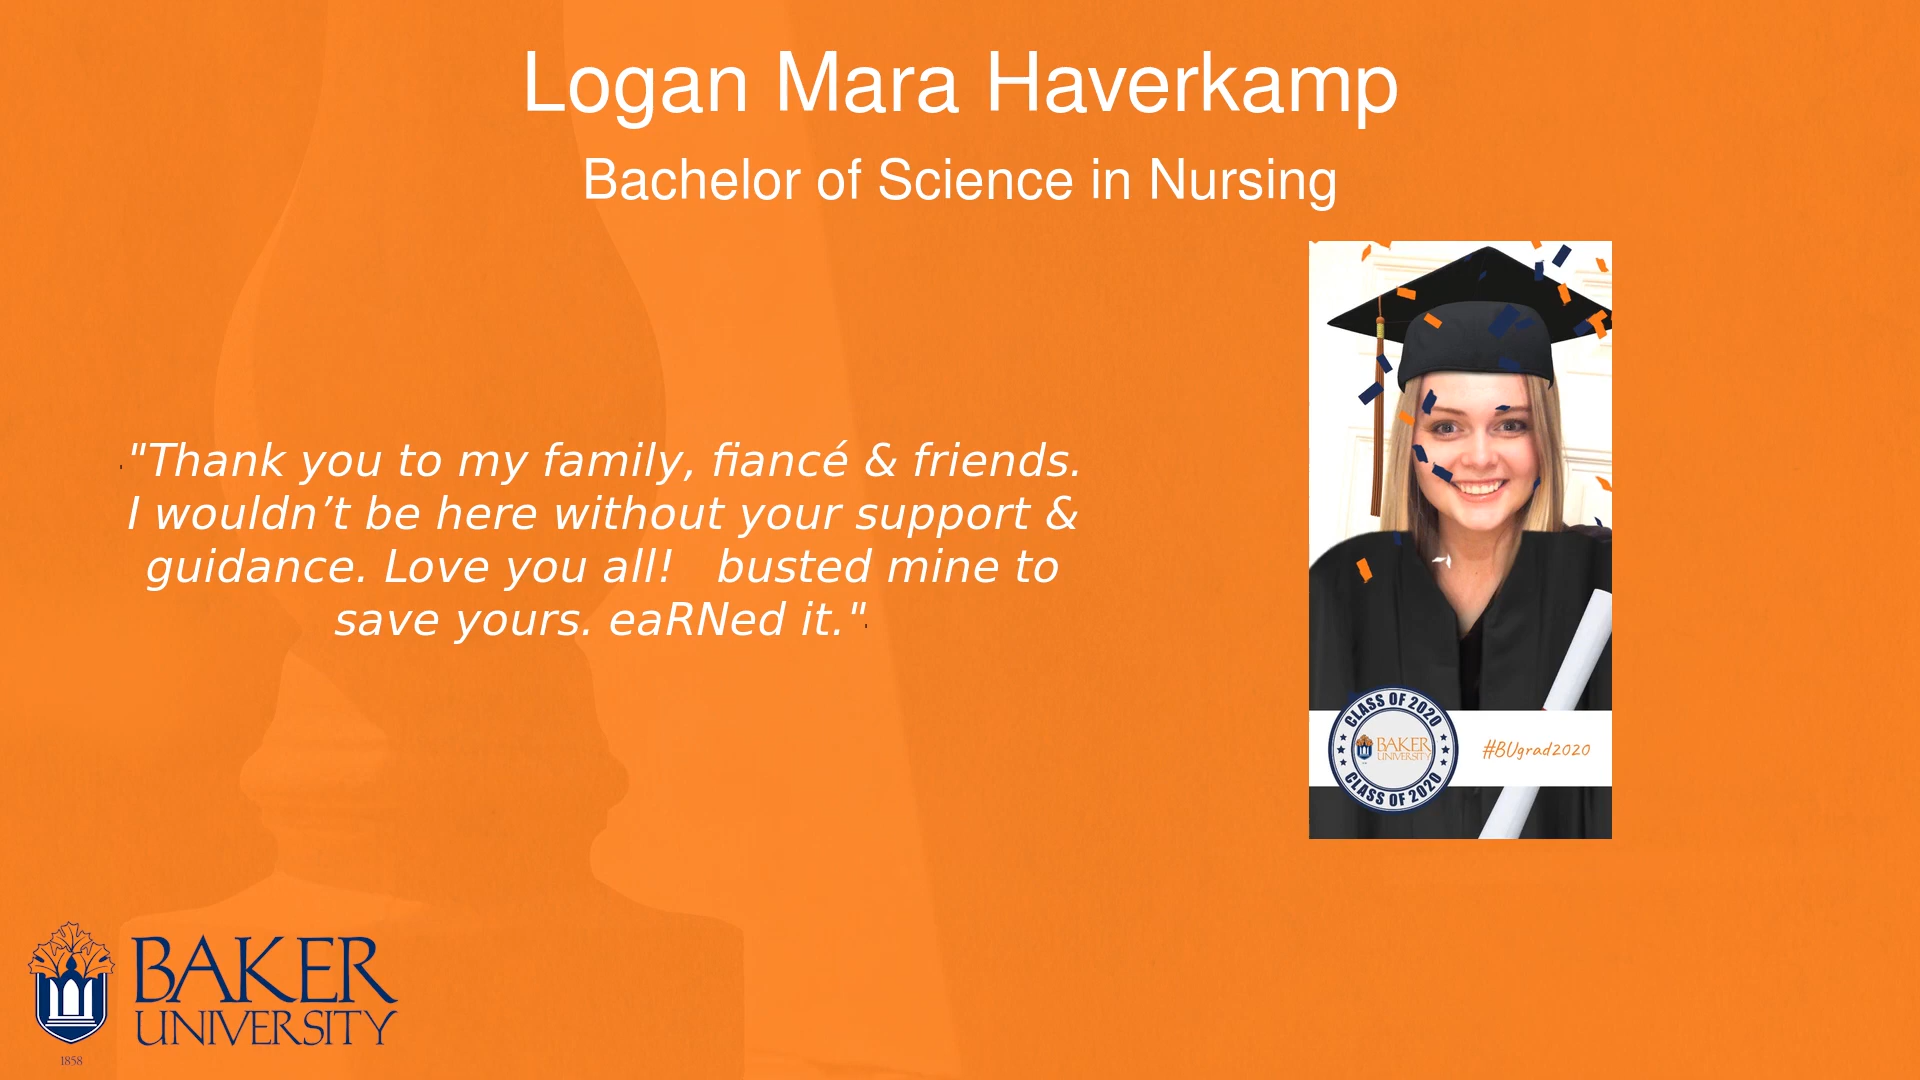 Logan Mara Haverkamp
Bachelor of Science in Nursing
"Thank you to my family, fiancé & friends.
I wouldn’t be here without your support &
guidance. Love you all!   busted mine to
save yours. eaRNed it."
CLASS OF 2020
BAKER
UNIVERSITY
CLASS OF 2020
#BUgrad2020
BAKER
UNIVERSITY
1858